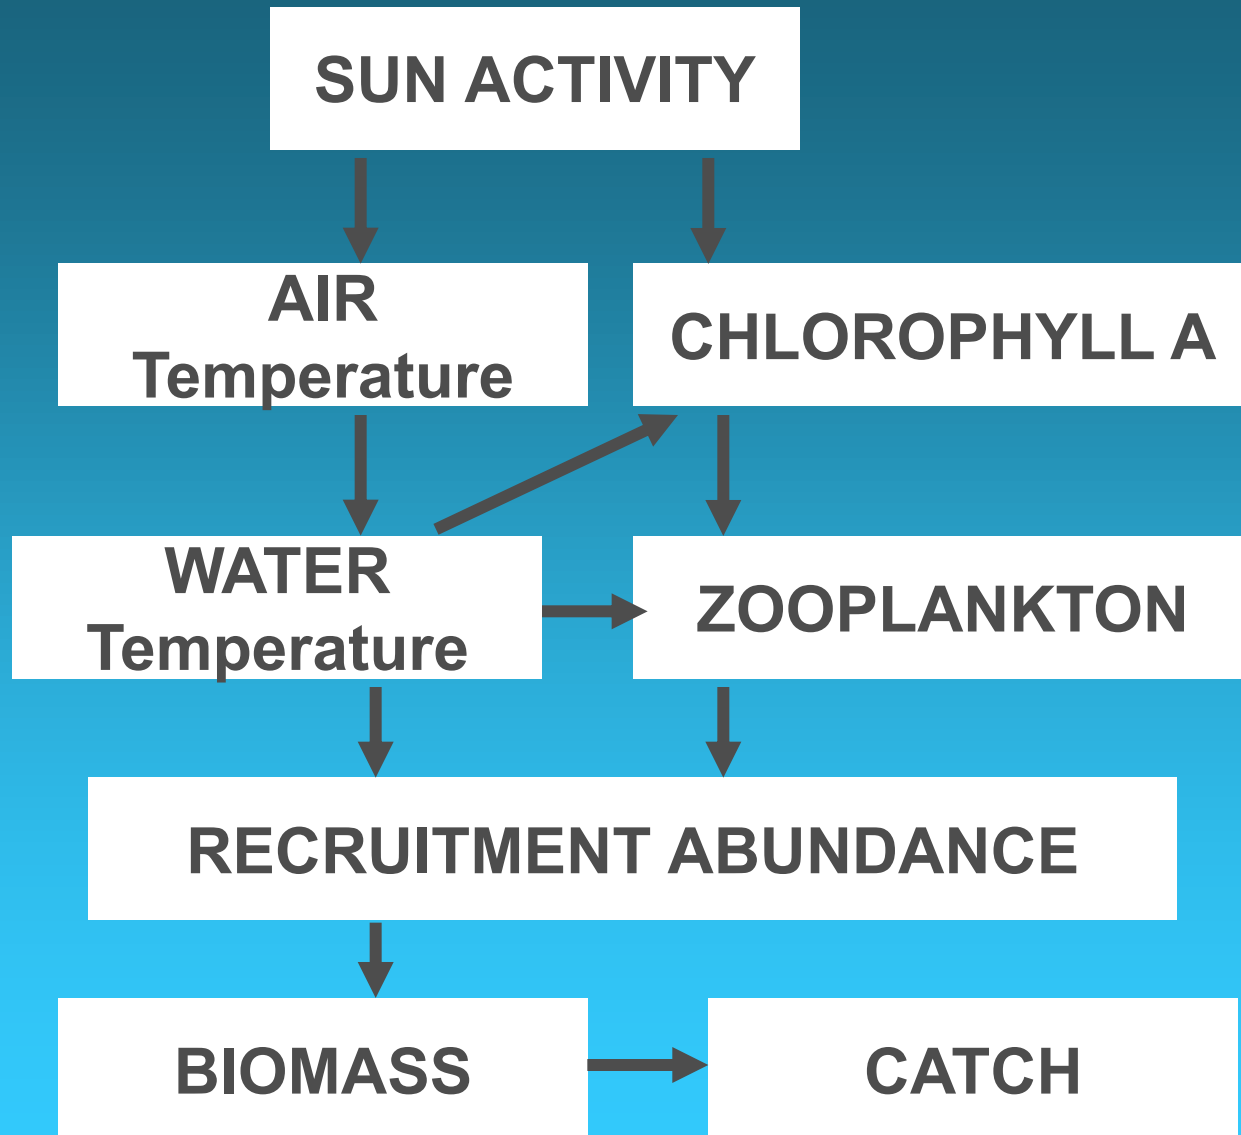 SUN ACTIVITY
AIR
Temperature
CHLOROPHYLL A
WATER
Temperature
ZOOPLANKTON
RECRUITMENT ABUNDANCE
BIOMASS
CATCH